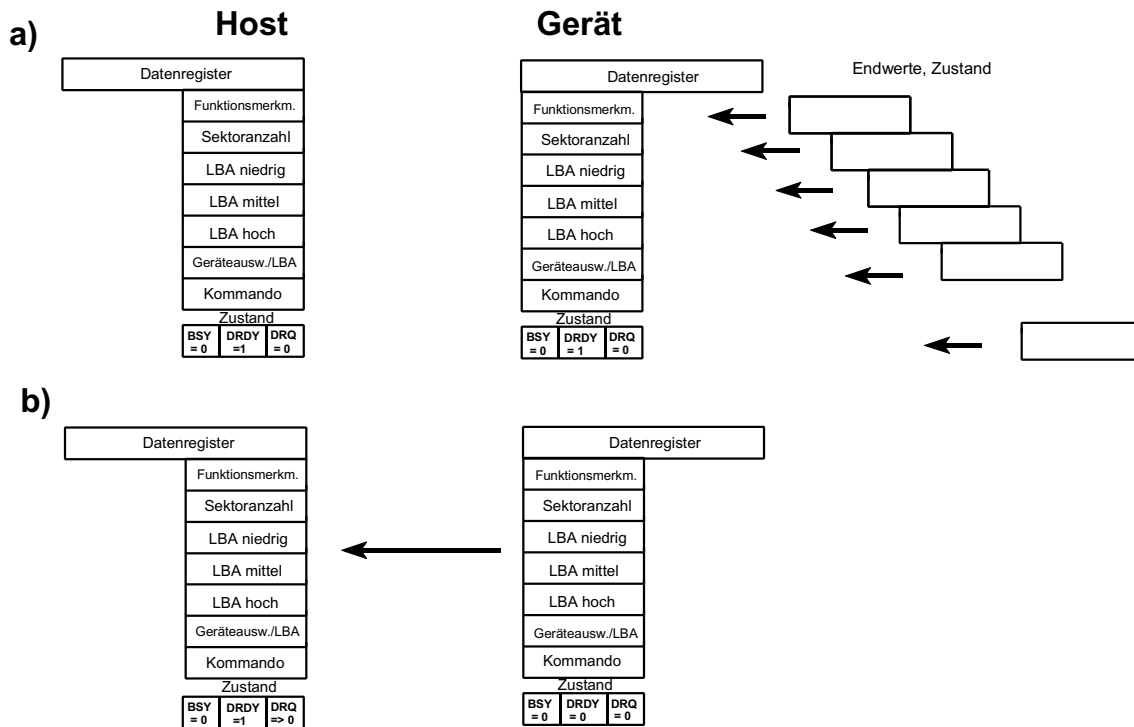 Host
Gerät
a)
Datenregister
Funktionsmerkm.
Sektoranzahl
LBA niedrig
LBA mittel
LBA hoch
Geräteausw./LBA
Kommando
Zustand
BSY DRDY DRQ
= 0 =1 = 0
Datenregister
Funktionsmerkm.
Sektoranzahl
LBA niedrig
LBA mittel
LBA hoch
Geräteausw./LBA
Kommando
Zustand
BSY DRDY DRQ
= 0 = 1 = 0
Endwerte, Zustand
b)
Datenregister
Funktionsmerkm.
Sektoranzahl
LBA niedrig
LBA mittel
LBA hoch
Geräteausw./LBA
Kommando
Zustand
BSY DRDY DRQ
= 0 =1 => 0
Datenregister
Funktionsmerkm.
Sektoranzahl
LBA niedrig
LBA mittel
LBA hoch
Geräteausw./LBA
Kommando
Zustand
BSY DRDY DRQ
= 0 = 0 = 0